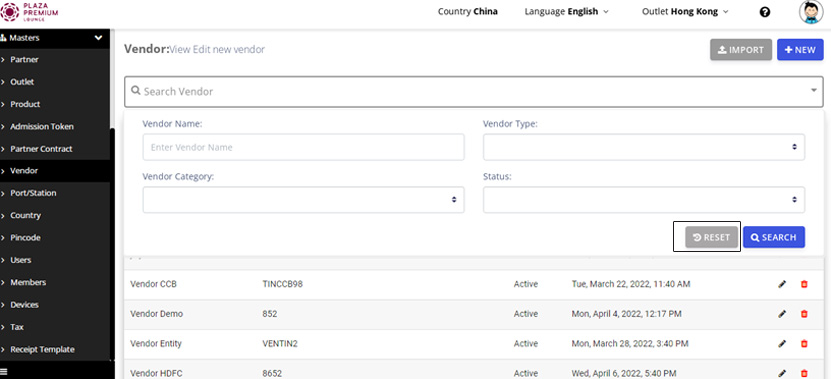 PLAZA
PREMIUM
LOUNGE
Country China
Language English
Outlet Hong Kong
Masters
Partner
Outlet
Product
Admission Token
Partner Contract
Vendor
Port/Station
Country
Pincode
Users
Members
Devices
Tax
Receipt Template
Vendor:View Edit new vendor
IMPORT
+ NEW
Search Vendor
Vendor Name:
Vendor Type:
Enter Vendor Name
Vendor Category:
Status:
RESET
SEARCH
Vendor CCB TINCCB98 Active Tue, March 22, 2022, 11:40 AM
Vendor Demo 852 Active Mon, April 4, 2022, 12:17 PM
Vendor Entity VENTIN2 Active Mon, March 28, 2022, 3:40 PM
Vendor HDFC 8652 Active Wed, April 6, 2022, 5:40 PM